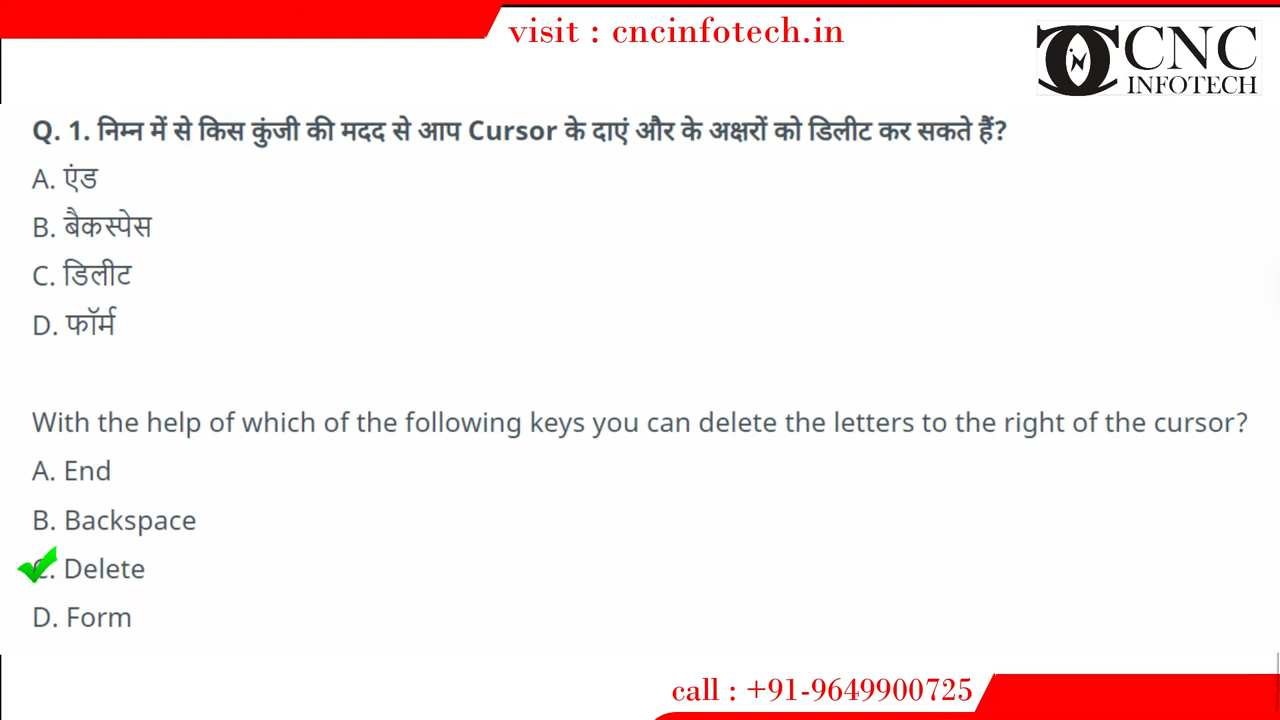 visit : cncinfotech.in
CNC
INFOTECH
Q. 1. निम्न में से किस कुंजी की मदद से आप Cursor के दाएं और के अक्षरों को डिलीट कर सकते हैं?
A. एंड
B. बैकस्पेस
C. डिलीट
D. फॉर्म
With the help of which of the following keys you can delete the letters to the right of the cursor?
A. End
B. Backspace
C. Delete
D. Form
call : +91-9649900725